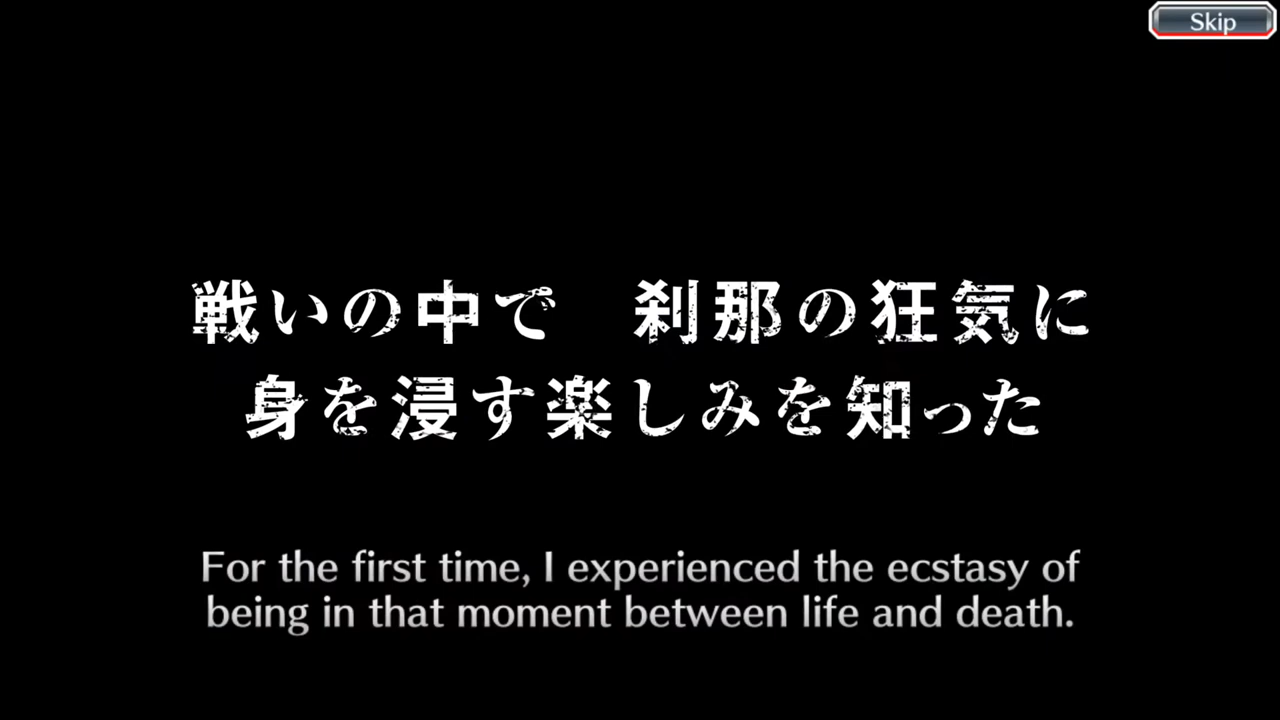 Skip
戦いの中で　刹那の狂気に
身を浸す楽しみを知った
For the first time, I experienced the ecstasy of
being in that moment between life and death.